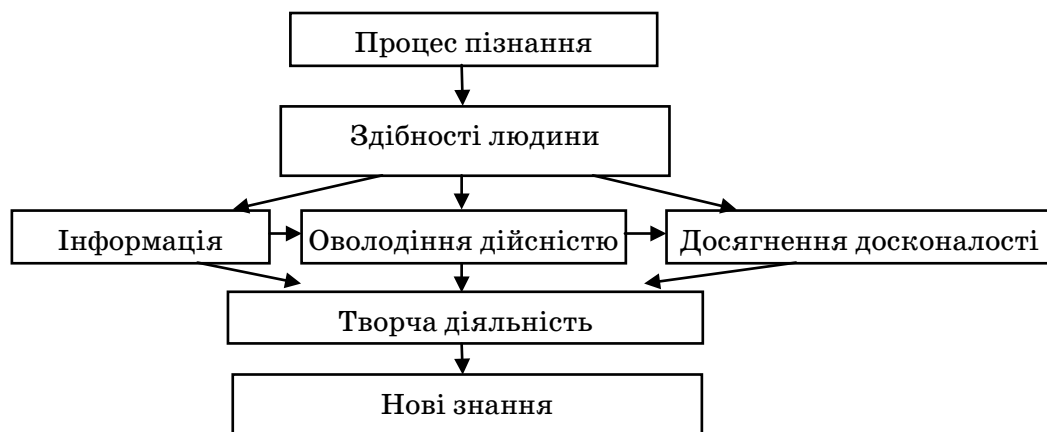 Процес пізнання
Здібності людини
Інформація
Оволодіння дійсністю
Досягнення досконалості
Творча діяльність
Нові знання